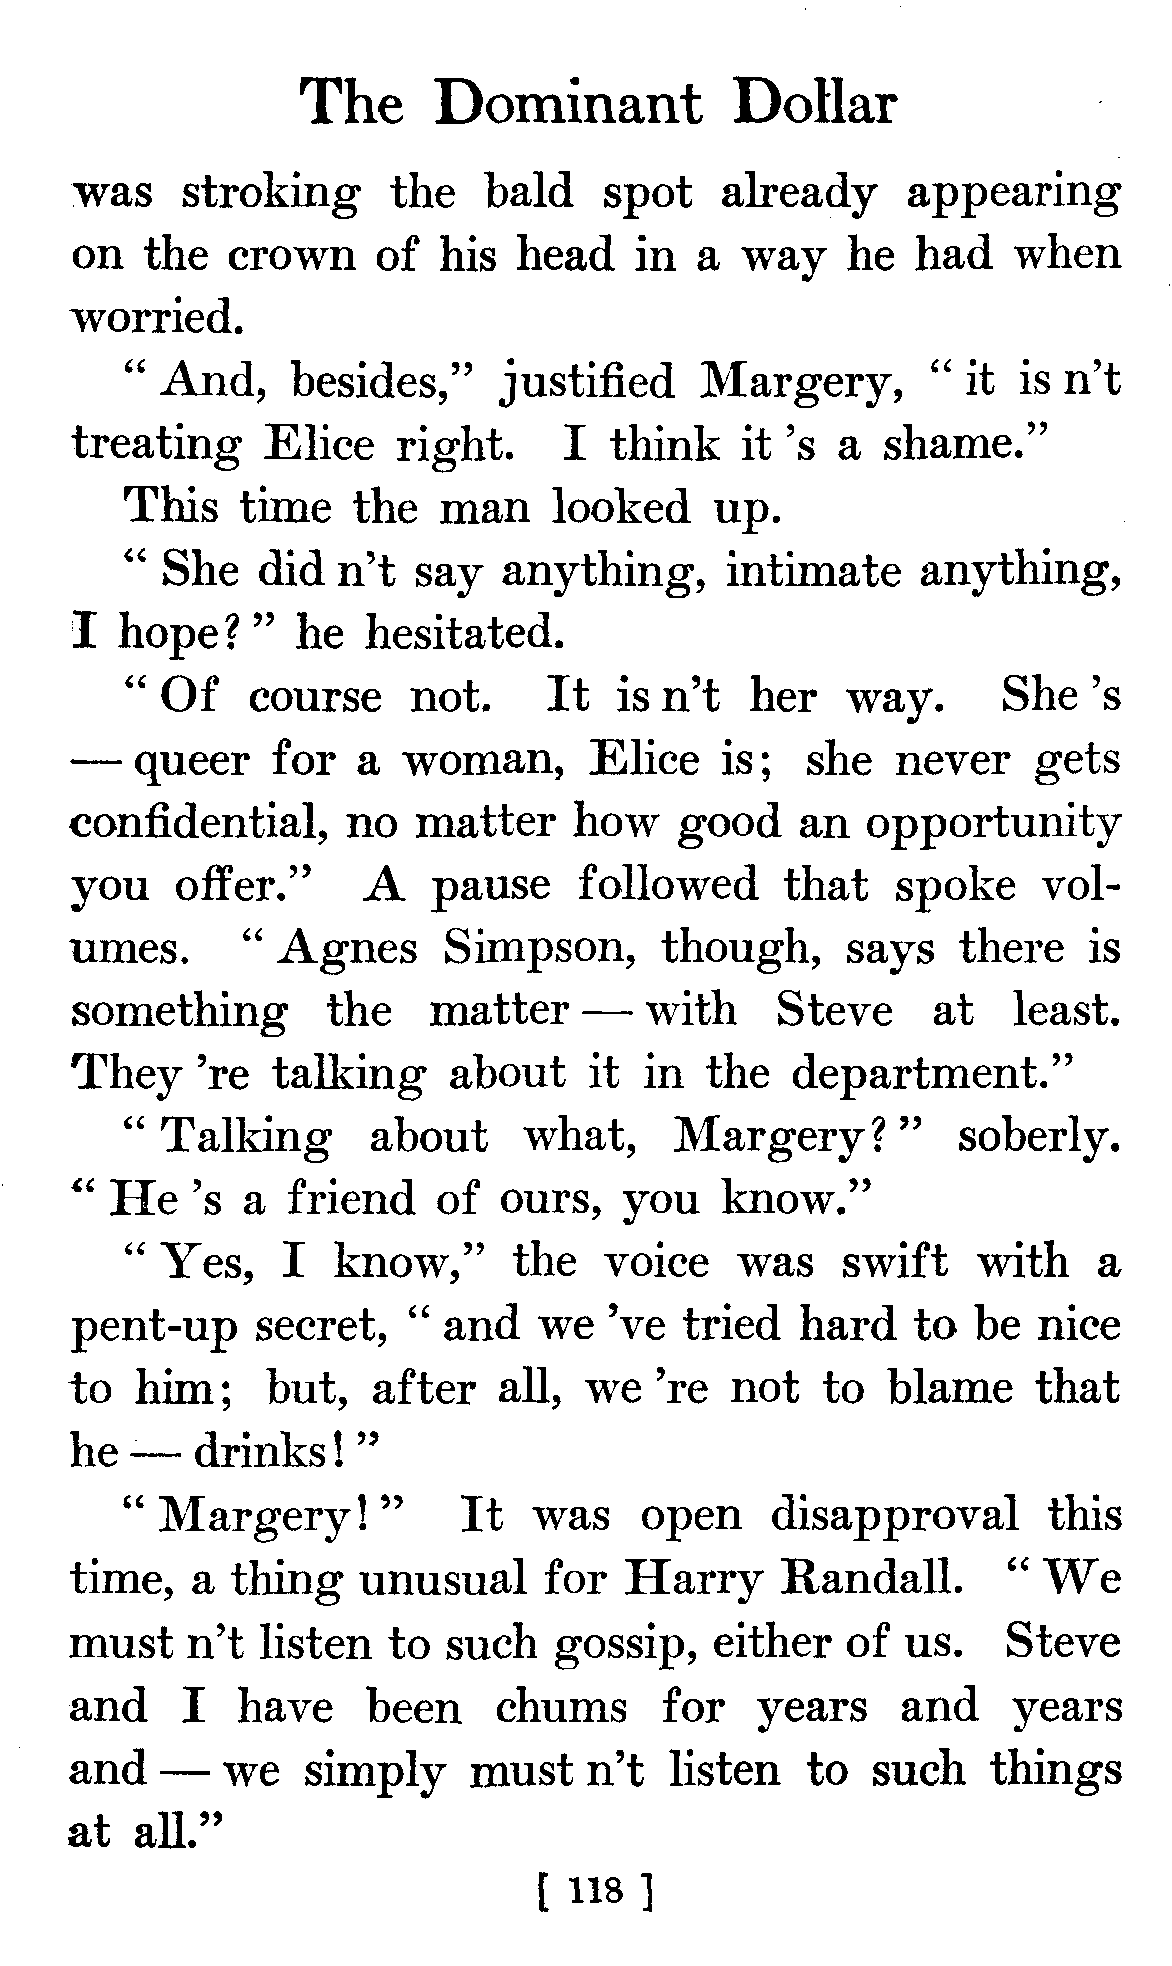 The Dominant Dollar
was stroking the bald spot already appearing
on the crown of his head in a way he had when
worried.
“ And, besides,” justified Margery, “ it is n’t
treating Elice right. I think it ’s a shame.”
This time the man looked up.
“ She did n’t say anything, intimate anything,
I hope? ” he hesitated.
“ Of course not. It is n’t her way. She ’s
— queer for a woman, Elice is; she never gets
confidential, no matter how good an opportunity
you offer.” A pause followed that spoke vol-
umes. “ Agnes Simpson, though, says there is
something the matter — with Steve at least.
They ’re talking about it in the department.”
“ Talking about what, Margery? ” soberly.
“ He ’s a friend of ours, you know.”
“ Yes, I know,” the voice was swift with a
pent-up secret, “ and we ’ve tried hard to be nice
to him; but, after all, we ’re not to blame that
he — drinks! ”
“ Margery! ” It was open disapproval this
time, a thing unusual for Harry Randall. “ We
must n’t listen to such gossip, either of us. Steve
and I have been chums for years and years
and — we simply must n’t listen to such things
at all.”
[ 118 ]